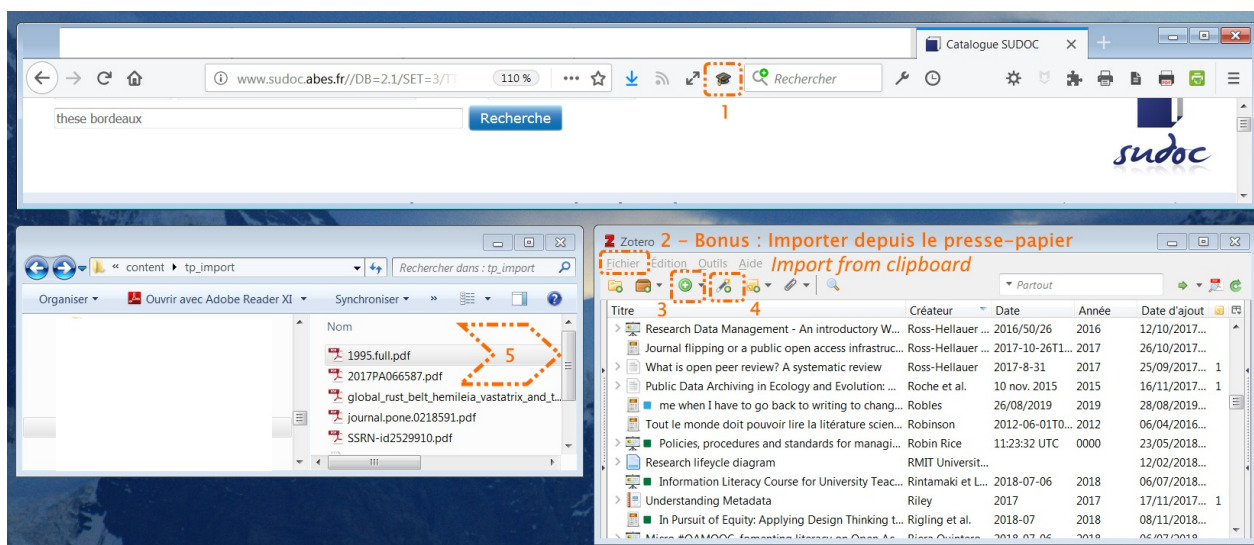 Catalogue SUDOC
www.sudoc.abes.fr//DB=2.1/SET=3/
110 %
Rechercher
1
these bordeaux
Recherche
sudoc
« content tp_import
Rechercher dans : tp_import
Organiser
Ouvrir avec Adobe Reader XI
Synchroniser
»
Nom
5
1995.full.pdf
2017PA066587.pdf
global_rust_belt_hemileia_vastatrix_and_t...
journal.pone.0218591.pdf
SSRN-id2529910.pdf
Zotero 2 – Bonus : Importer depuis le presse-papier
Fichier Édition Outils Aide Import from clipboard
Partout
3 4
Titre Créateur Date Année Date d'ajout
Research Data Management - An introductory W... Ross-Hellauer ... 2016/50/26 2016 12/10/2017...
Journal flipping or a public open access infrastruc... Ross-Hellauer ... 2017-10-26T1... 2017 26/10/2017...
What is open peer review? A systematic review Ross-Hellauer 2017-8-31 2017 25/09/2017... 1
Public Data Archiving in Ecology and Evolution: ... Roche et al. 10 nov. 2015 2015 16/11/2017... 1
me when I have to go back to writing to chang... Robles 26/08/2019 2019 28/08/2019...
Tout le monde doit pouvoir lire la litérature scien... Robinson 2012-06-01T0... 2012 06/04/2016...
Policies, procedures and standards for managi... Robin Rice 11:23:32 UTC 0000 23/05/2018...
Research lifeycle diagram RMIT Universit... 12/02/2018...
Information Literacy Course for University Teac... Rintamaki et L... 2018-07-06 2018 06/07/2018...
Understanding Metadata Riley 2017 2017 17/11/2017... 1
In Pursuit of Equity: Applying Design Thinking t... Rigling et al. 2018-07 2018 08/11/2018...